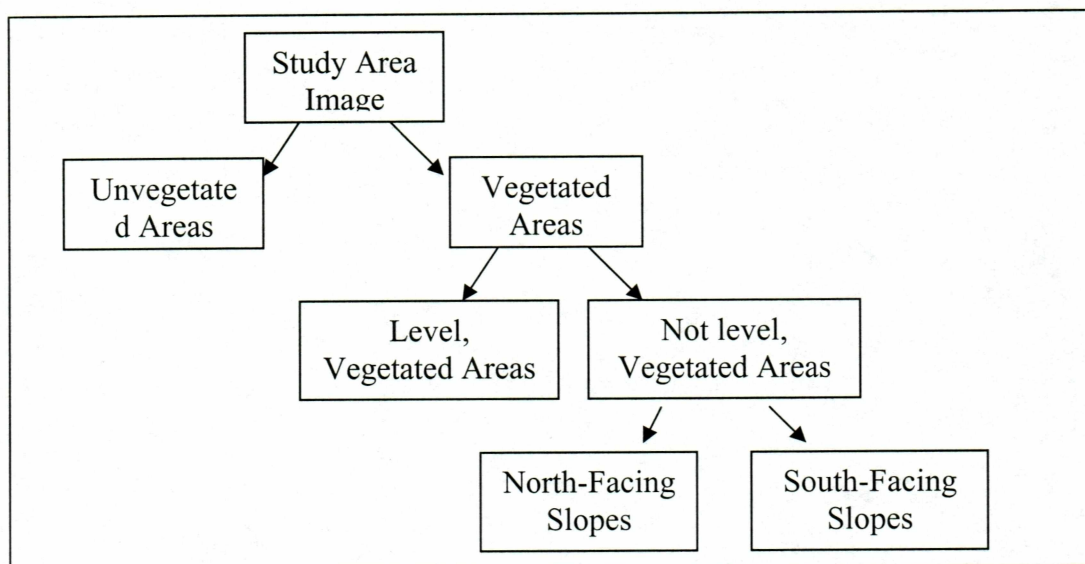 Study Area
Image
Unvegetate
d Areas
Vegetated
Areas
Level,
Vegetated Areas
Not level,
Vegetated Areas
North-Facing
Slopes
South-Facing
Slopes